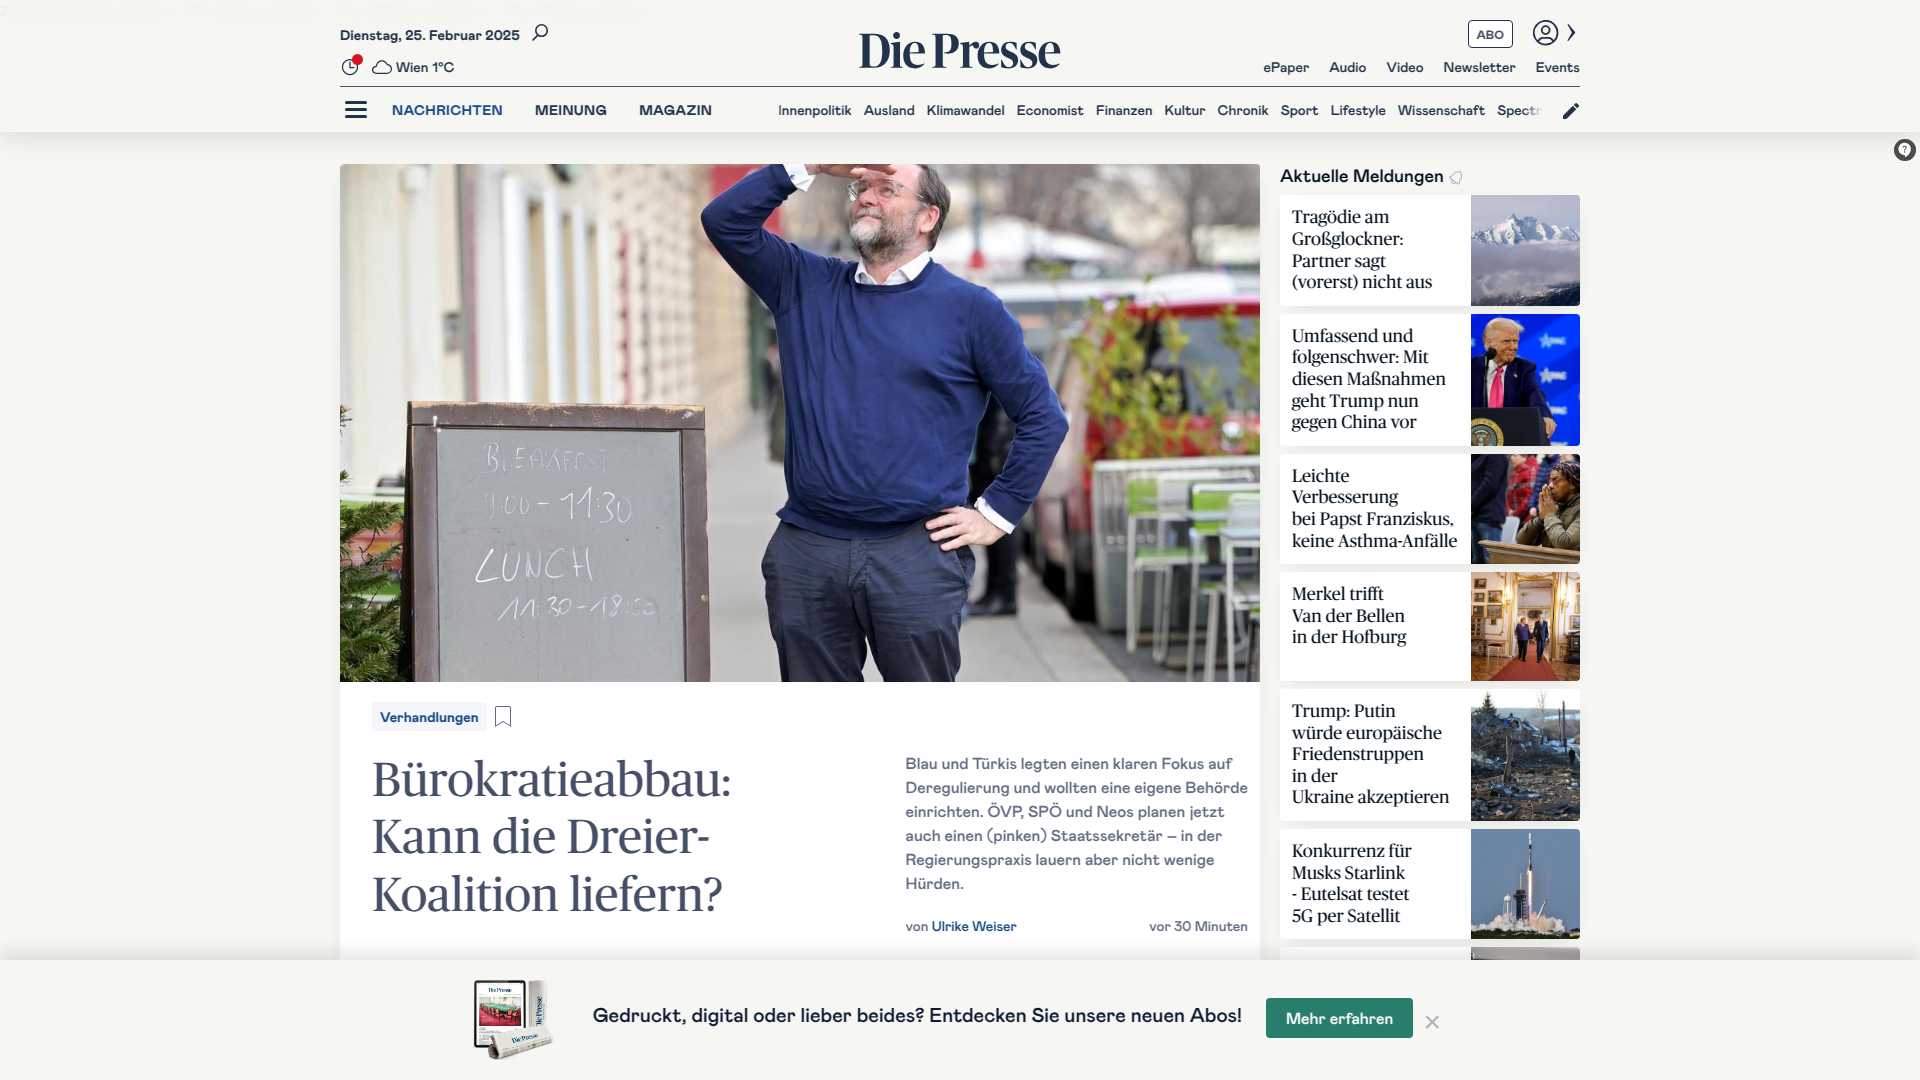 Dienstag, 25. Februar 2025
Wien 1°C
Die Presse
ABO
ePaper Audio Video Newsletter Events
NACHRICHTEN MEINUNG MAGAZIN
Innenpolitik Ausland Klimawandel Economist Finanzen Kultur Chronik Sport Lifestyle Wissenschaft
BREAKFEST
9:00 - 11:30
LUNCH
11:30 - 18:00
Verhandlungen
Bürokratieabbau:
Kann die Dreier-
Koalition liefern?
Blau und Türkis legten einen klaren Fokus auf
Deregulierung und wollten eine eigene Behörde
einrichten. ÖVP, SPÖ und Neos planen jetzt
auch einen (pinken) Staatssekretär – in der
Regierungspraxis lauern aber nicht wenige
Hürden.
von Ulrike Weiser
vor 30 Minuten
Aktuelle Meldungen
Tragödie am
Großglockner:
Partner sagt
(vorerst) nicht aus
Umfassend und
folgenschwer: Mit
diesen Maßnahmen
geht Trump nun
gegen China vor
Leichte
Verbesserung
bei Papst Franziskus,
keine Asthma-Anfälle
Merkel trifft
Van der Bellen
in der Hofburg
Trump: Putin
würde europäische
Friedenstruppen
in der
Ukraine akzeptieren
Konkurrenz für
Musks Starlink
- Eutelsat testet
5G per Satellit
Die Presse
Die Presse
Die Presse
Gedruckt, digital oder lieber beides? Entdecken Sie unsere neuen Abos!
Mehr erfahren